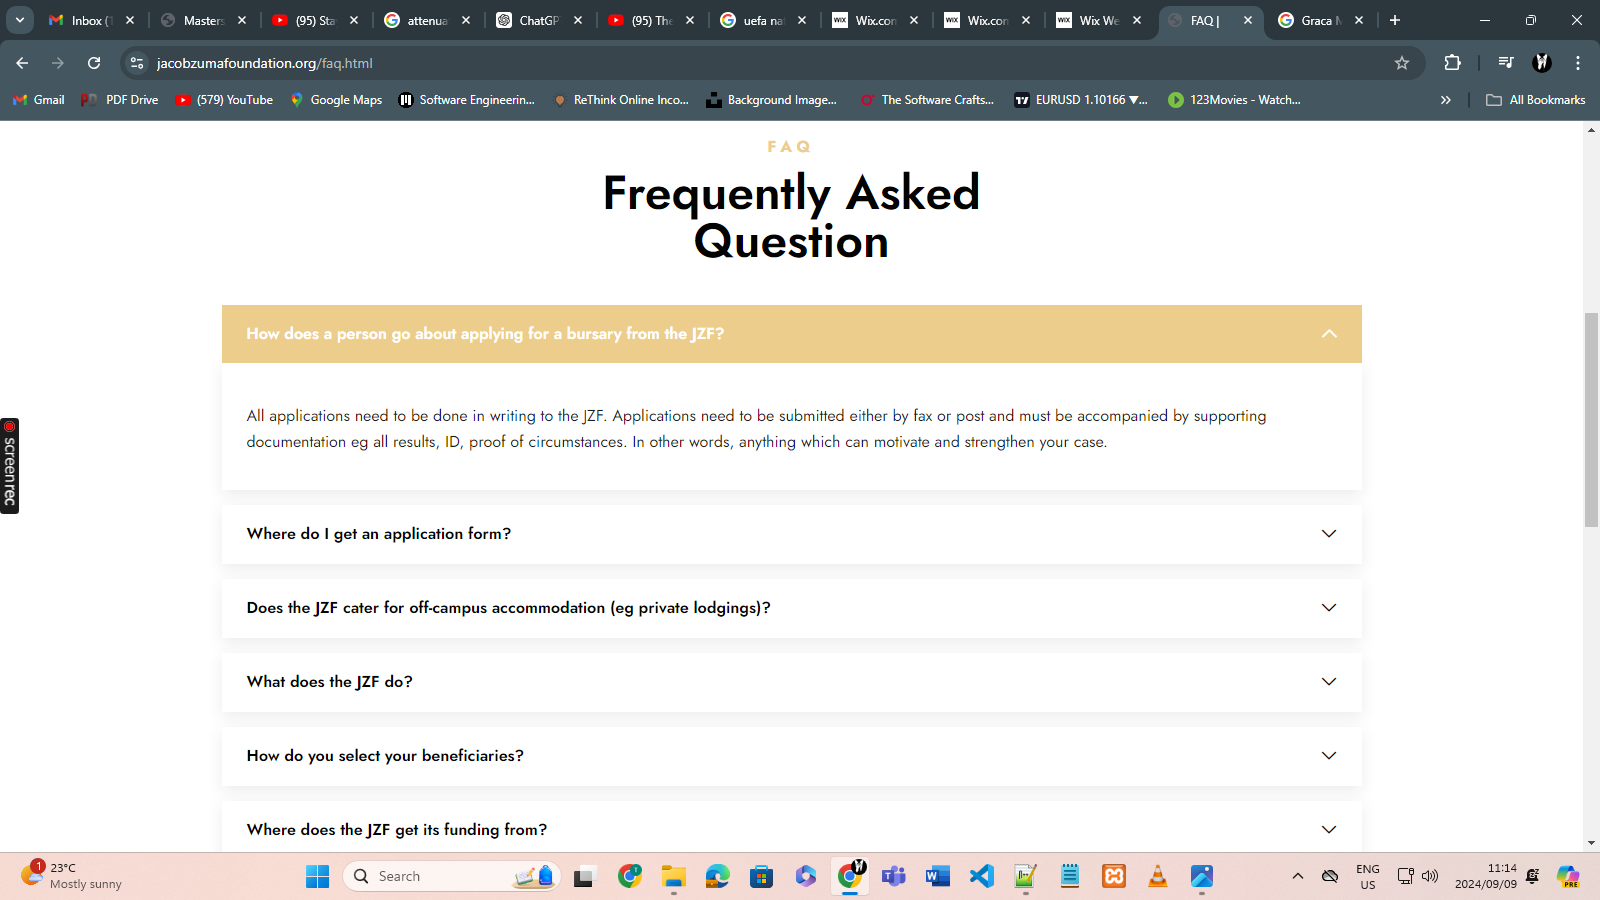 Inbox (1
Masters
(95) Sta
attenua
ChatGP
(95) The
uefa nat
WIX Wix.con
WIX Wix.con
WIX Wix We
FAQ |
Graca M
jacobzumafoundation.org/faq.html
Gmail
PDF Drive
(579) YouTube
Google Maps
Software Engineerin...
ReThink Online Inco...
Background Image...
The Software Crafts...
EURUSD 1.10166 ▼...
123Movies - Watch...
All Bookmarks
FAQ
Frequently Asked
Question
How does a person go about applying for a bursary from the JZF?
All applications need to be done in writing to the JZF. Applications need to be submitted either by fax or post and must be accompanied by supporting
documentation eg all results, ID, proof of circumstances. In other words, anything which can motivate and strengthen your case.
screenrec
Where do I get an application form?
Does the JZF cater for off-campus accommodation (eg private lodgings)?
What does the JZF do?
How do you select your beneficiaries?
Where does the JZF get its funding from?
1
23°C
Mostly sunny
Search
ENG
US
11:14
2024/09/09
PRE